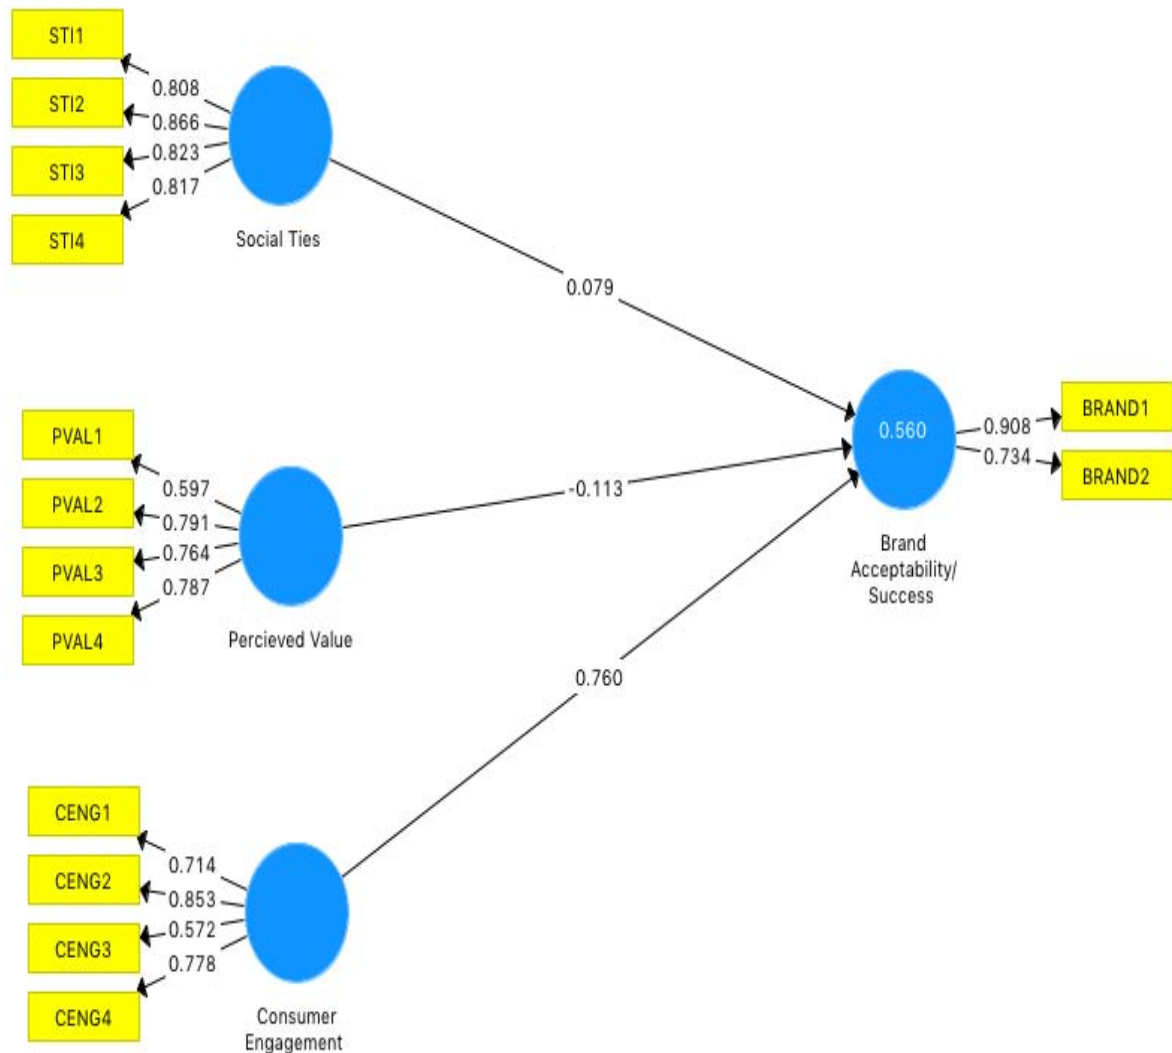 STI1
0.808
STI2
0.866
STI3
0.823
0.817
STI4
Social Ties
0.079
PVAL1
0.597
PVAL2
0.791
PVAL3
0.764
0.787
PVAL4
Percieved Value
-0.113
0.560
Brand
Acceptability/
Success
0.908
BRAND1
0.734
BRAND2
0.760
CENG1
0.714
CENG2
0.853
CENG3
0.572
0.778
CENG4
Consumer
Engagement